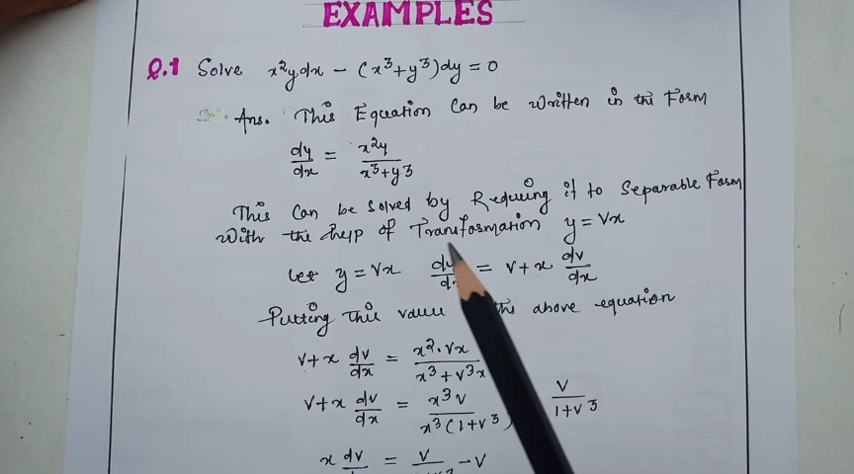 EXAMPLES
Q.1 Solve x²ydx - (x³+y³)dy = 0
Ans. This Equation Can be Written in the Form
dy/dx = x²y/x³+y³
This Can be Solved by Reducing it to Separable Form
With the help of Transformation y = Vx
Let y = Vx dy/dx = V + x dv/dx
Putting this value the above equation
V + x dv/dx = x². Vx / x³ + V³x
V + x dv/dx = x³V / x³(1+V³) V/1+V³
x dv = V - V